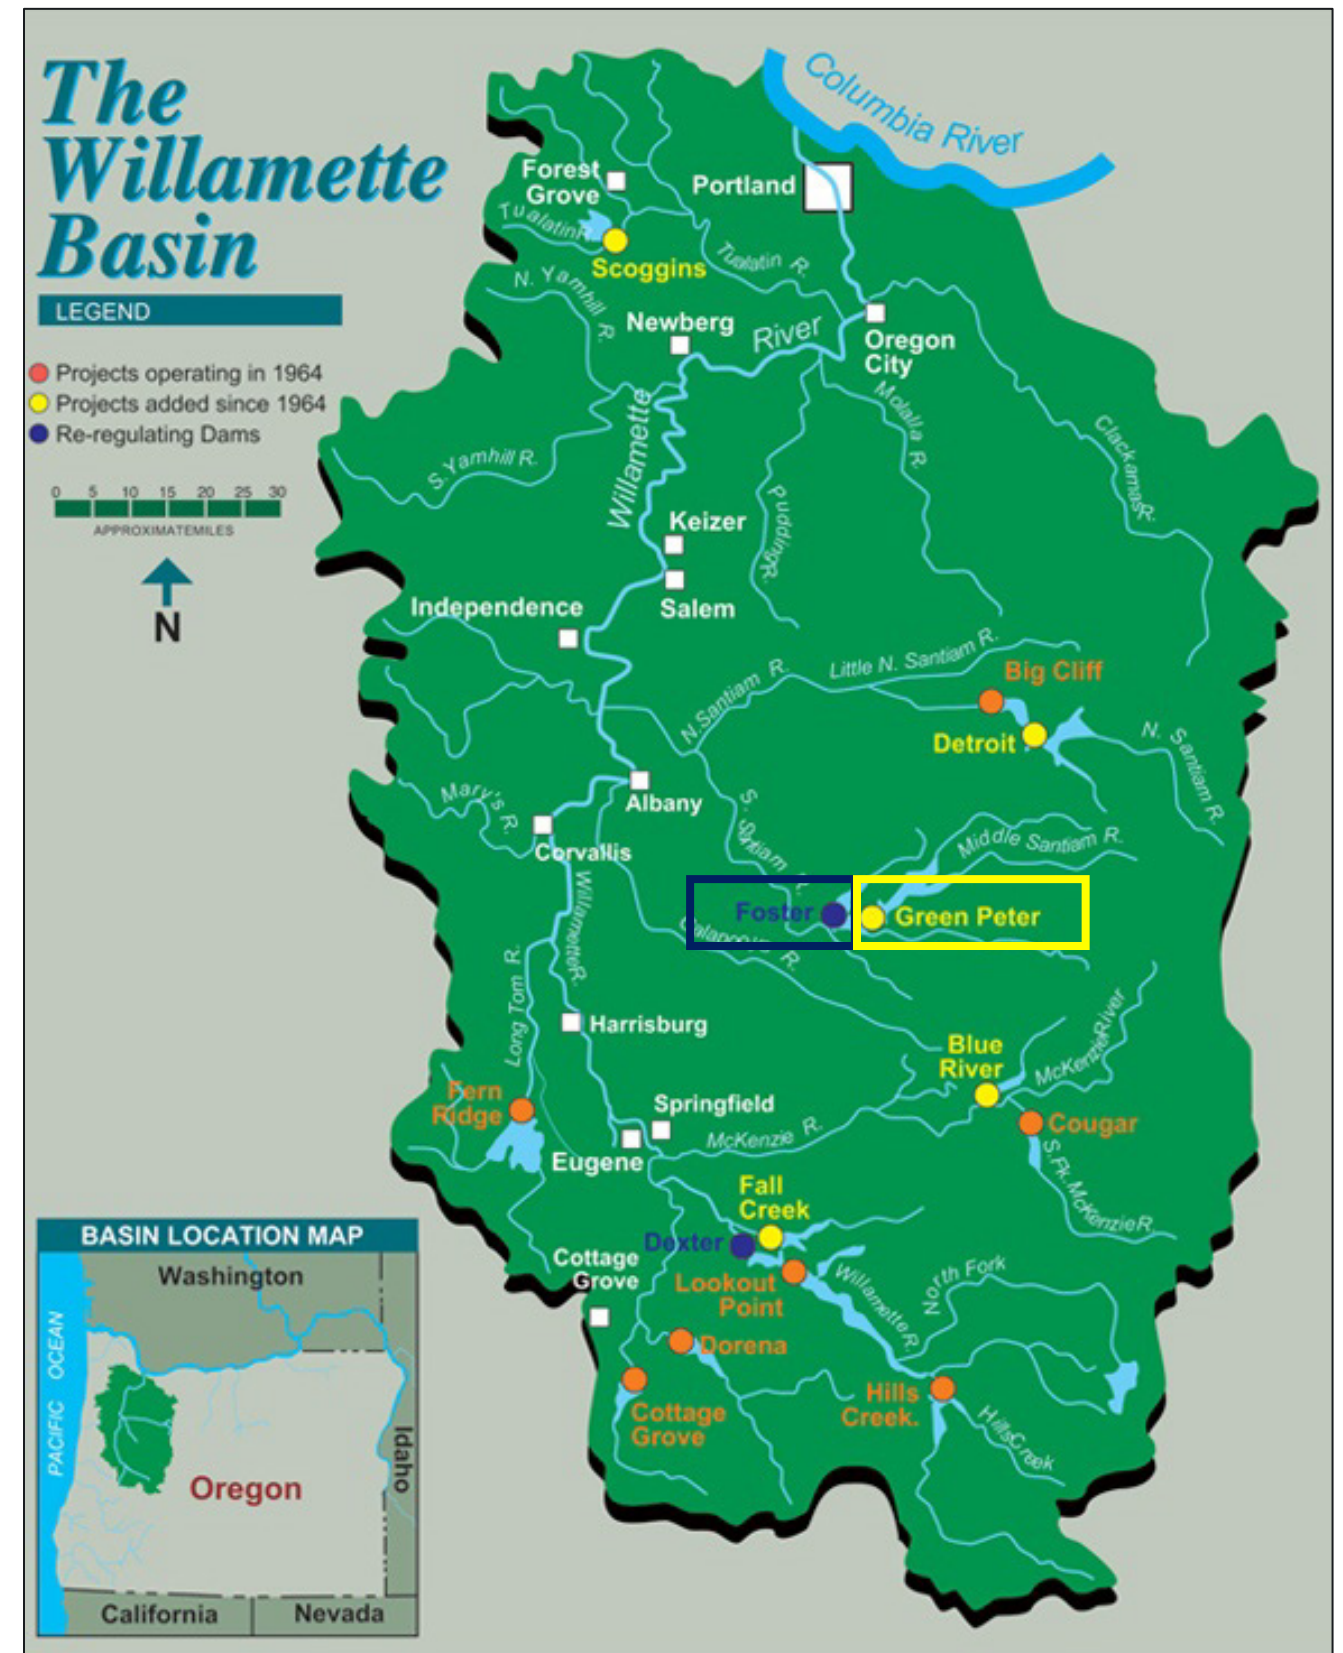 The
Willamette
Basin
LEGEND
Projects operating in 1964
Projects added since 1964
Re-regulating Dams
0 5 10 15 20 25 30
APPROXIMATEMILES
N
Columbia River
Forest
Grove
Portland
Tualatin R.
Scoggins
Tualatin R.
N. Yamhill R.
Newberg
River
Oregon
City
Willamette
Molalla R.
Clackamas R.
S. Yamhill R.
Pudding R.
Keizer
Salem
Independence
Little N. Santiam R.
N. Santiam R.
Big Cliff
Detroit
N. Santiam R.
Albany
Mary's R.
Corvallis
S. Santiam R.
Middle Santiam R.
Foster
Green Peter
Willamette R.
R.
Long Tom R.
Harrisburg
Blue
River
McKenzie River
Fern
Ridge
Springfield
McKenzie R.
Cougar
Eugene
S. Fk. McKenzie R.
Fall
Creek
Dexter
Cottage
Grove
Lookout
Point
Willamette R.
North Fork
Dorena
Hills
Creek.
Cottage
Grove
Hills Creek
BASIN LOCATION MAP
Washington
PACIFIC OCEAN
Idaho
Oregon
California
Nevada